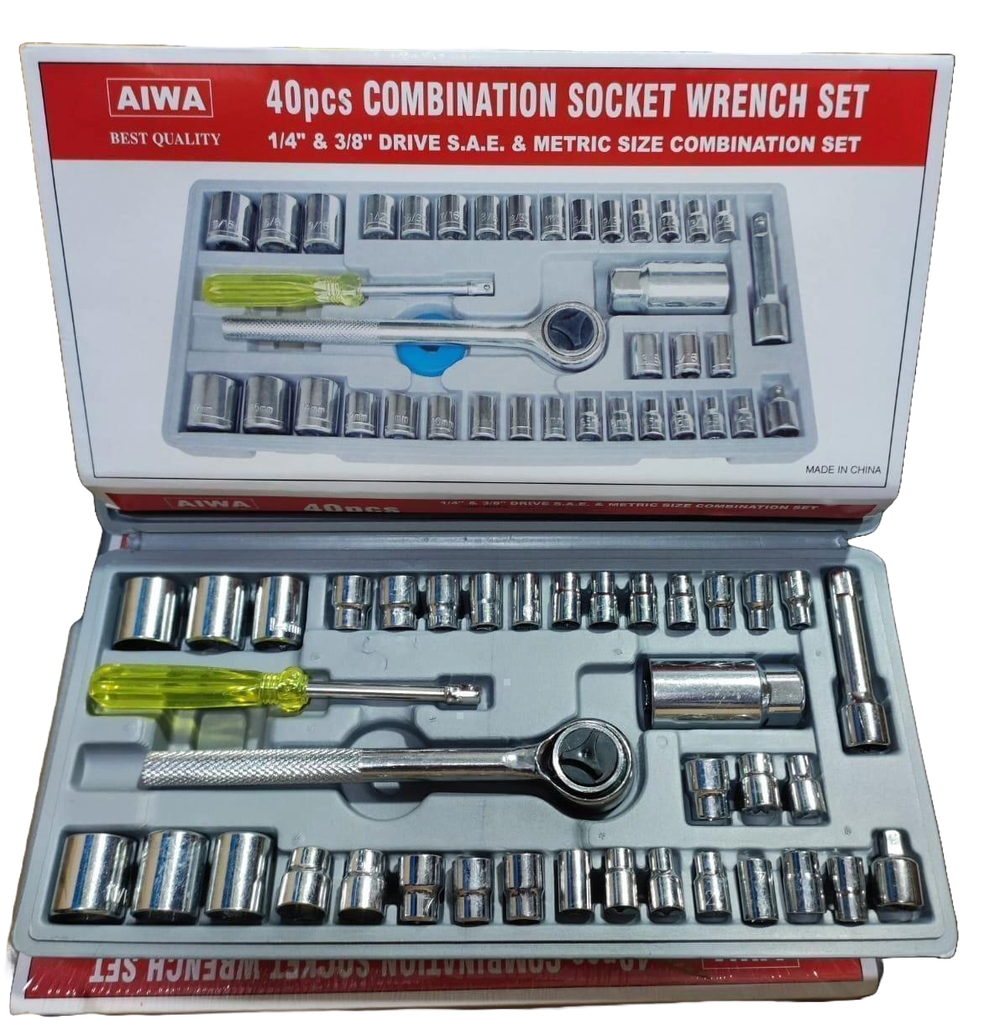 AIWA
BEST QUALITY
40pcs COMBINATION SOCKET WRENCH SET
1/4" & 3/8" DRIVE S.A.E. & METRIC SIZE COMBINATION SET
MADE IN CHINA
AIWA 40pcs 1/4" & 3/8" DRIVE S.A.E. & METRIC SIZE COMBINATION SET
40pcs COMBINATION SOCKET WRENCH SET